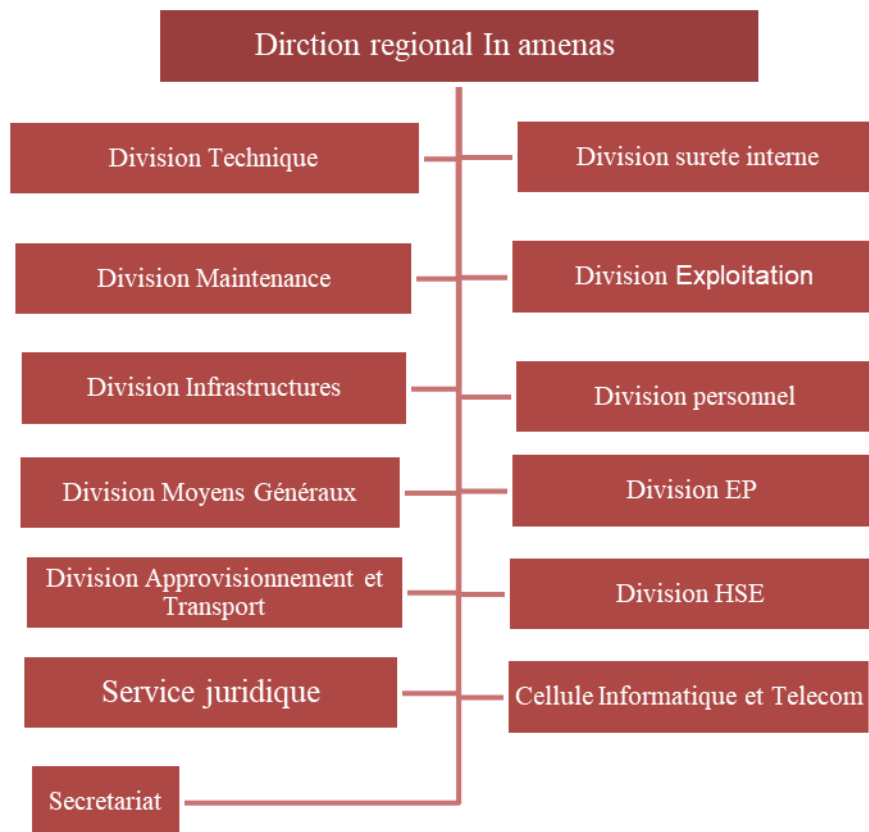 Dirction regional In amenas
Division Technique
Division surete interne
Division Maintenance
Division Exploitation
Division Infrastructures
Division personnel
Division Moyens Généraux
Division EP
Division Approvisionnement et
Transport
Division HSE
Service juridique
Cellule Informatique et Telecom
Secretariat